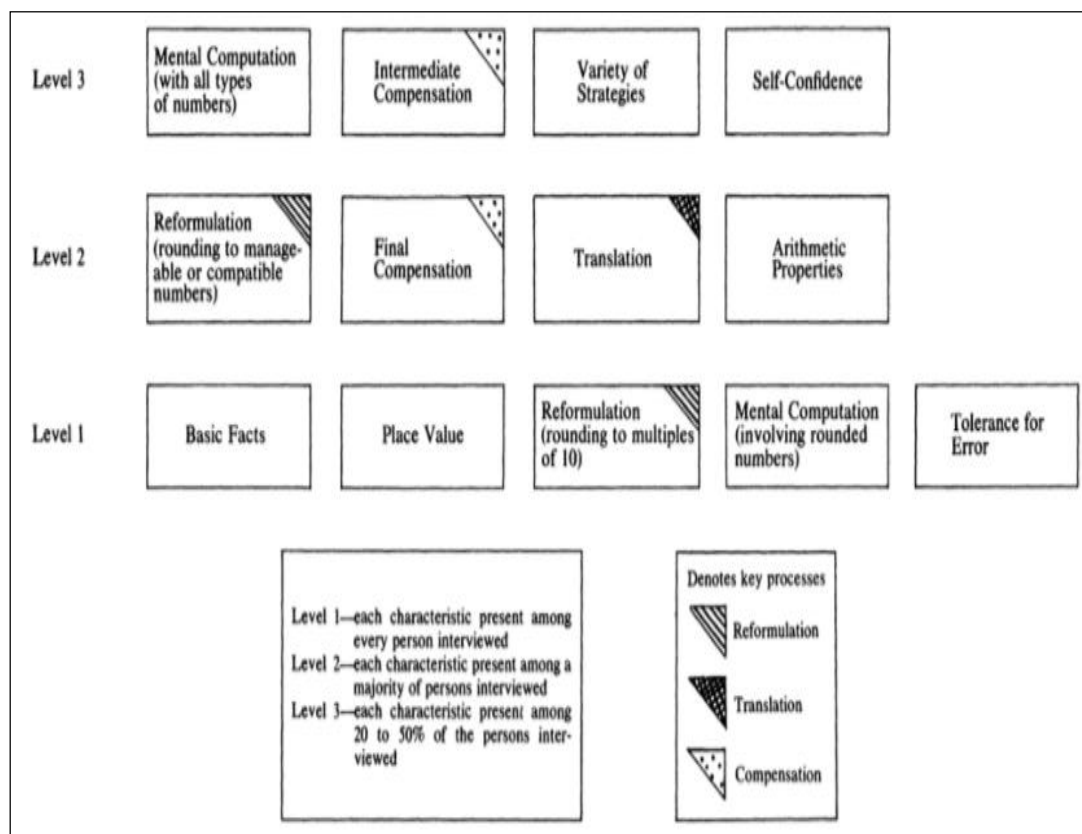 Level 3
Mental Computation
(with all types
of numbers)
Intermediate
Compensation
Variety of
Strategies
Self-Confidence
Level 2
Reformulation
(rounding to manage-
able or compatible
numbers)
Final
Compensation
Translation
Arithmetic
Properties
Level 1
Basic Facts
Place Value
Reformulation
(rounding to multiples
of 10)
Mental Computation
(involving rounded
numbers)
Tolerance for
Error
Level 1—each characteristic present among
every person interviewed
Level 2—each characteristic present among a
majority of persons interviewed
Level 3—each characteristic present among
20 to 50% of the persons inter-
viewed
Denotes key processes
Reformulation
Translation
Compensation